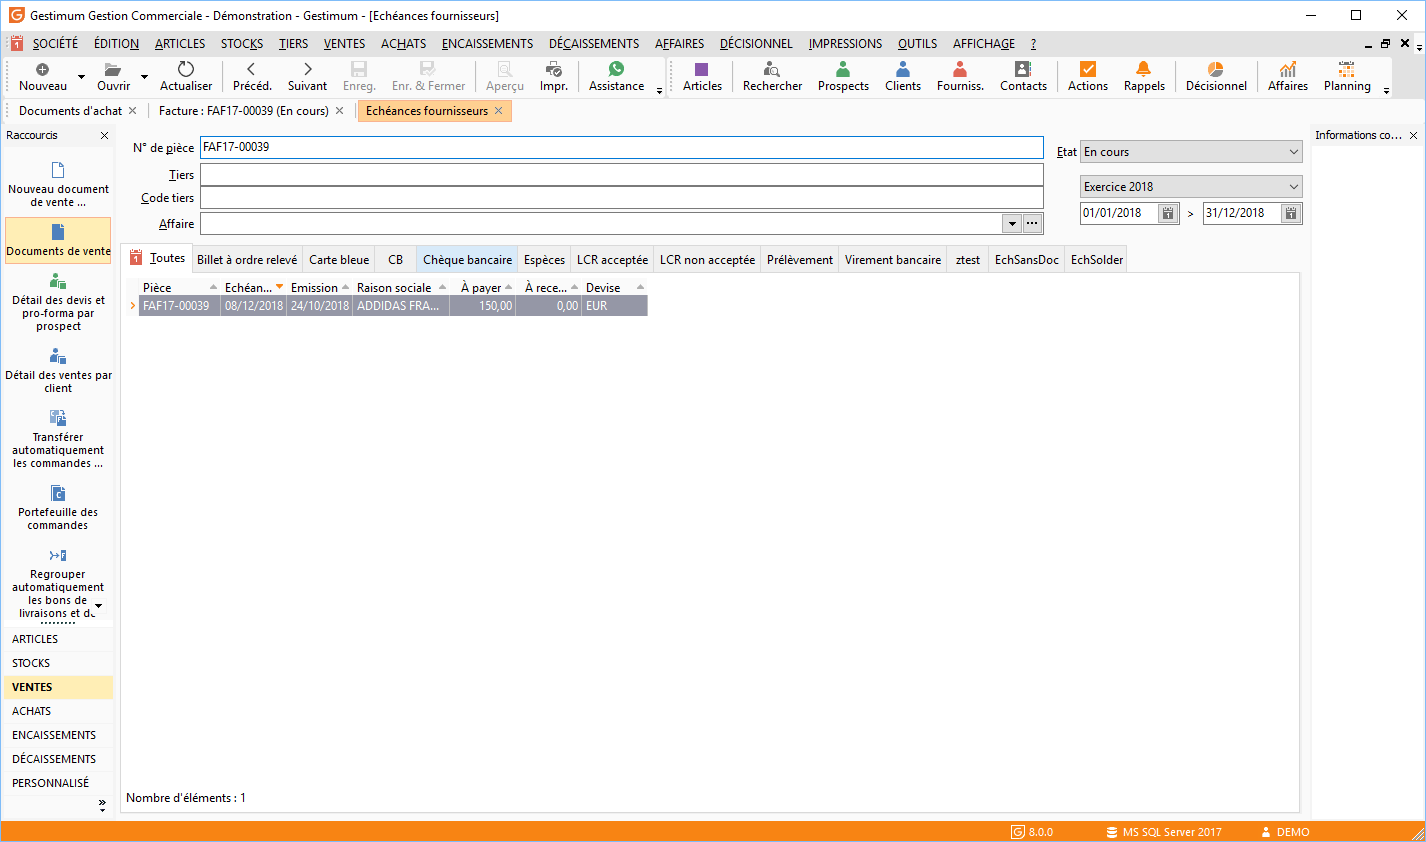 Gestimum Gestion Commerciale - Démonstration - Gestimum - [Echéances fournisseurs]
SOCIÉTÉ ÉDITION ARTICLES STOCKS TIERS VENTES ACHATS ENCAISSEMENTS DÉCAISSEMENTS AFFAIRES DÉCISIONNEL IMPRESSIONS OUTILS AFFICHAGE ?
Nouveau Ouvrir Actualiser Précéd. Suivant Enreg. Enr. & Fermer Aperçu Impr. Assistance Articles Rechercher Prospects Clients Fourniss. Contacts Actions Rappels Décisionnel Affaires Planning
Documents d'achat Facture : FAF17-00039 (En cours) Echéances fournisseurs
Raccourcis
Informations co...
Nouveau document
de vente ...
Documents de vente
Détail des devis et
pro-forma par
prospect
Détail des ventes par
client
Transférer
automatiquement
les commandes ...
Portefeuille des
commandes
Regrouper
automatiquement
les bons de
livraisons et d
ARTICLES
STOCKS
VENTES
ACHATS
ENCAISSEMENTS
DÉCAISSEMENTS
PERSONNALISÉ
N° de pièce FAF17-00039
Tiers
Code tiers
Affaire
Etat En cours
Exercice 2018
01/01/2018 > 31/12/2018
Toutes Billet à ordre relevé Carte bleue CB Chèque bancaire Espèces LCR acceptée LCR non acceptée Prélèvement Virement bancaire ztest EchSansDoc EchSolder
Pièce Echéan... Emission Raison sociale À payer À rece... Devise
FAF17-00039 08/12/2018 24/10/2018 ADDIDAS FRA... 150,00 0,00 EUR
Nombre d'éléments : 1
8.0.0 MS SQL Server 2017 DEMO